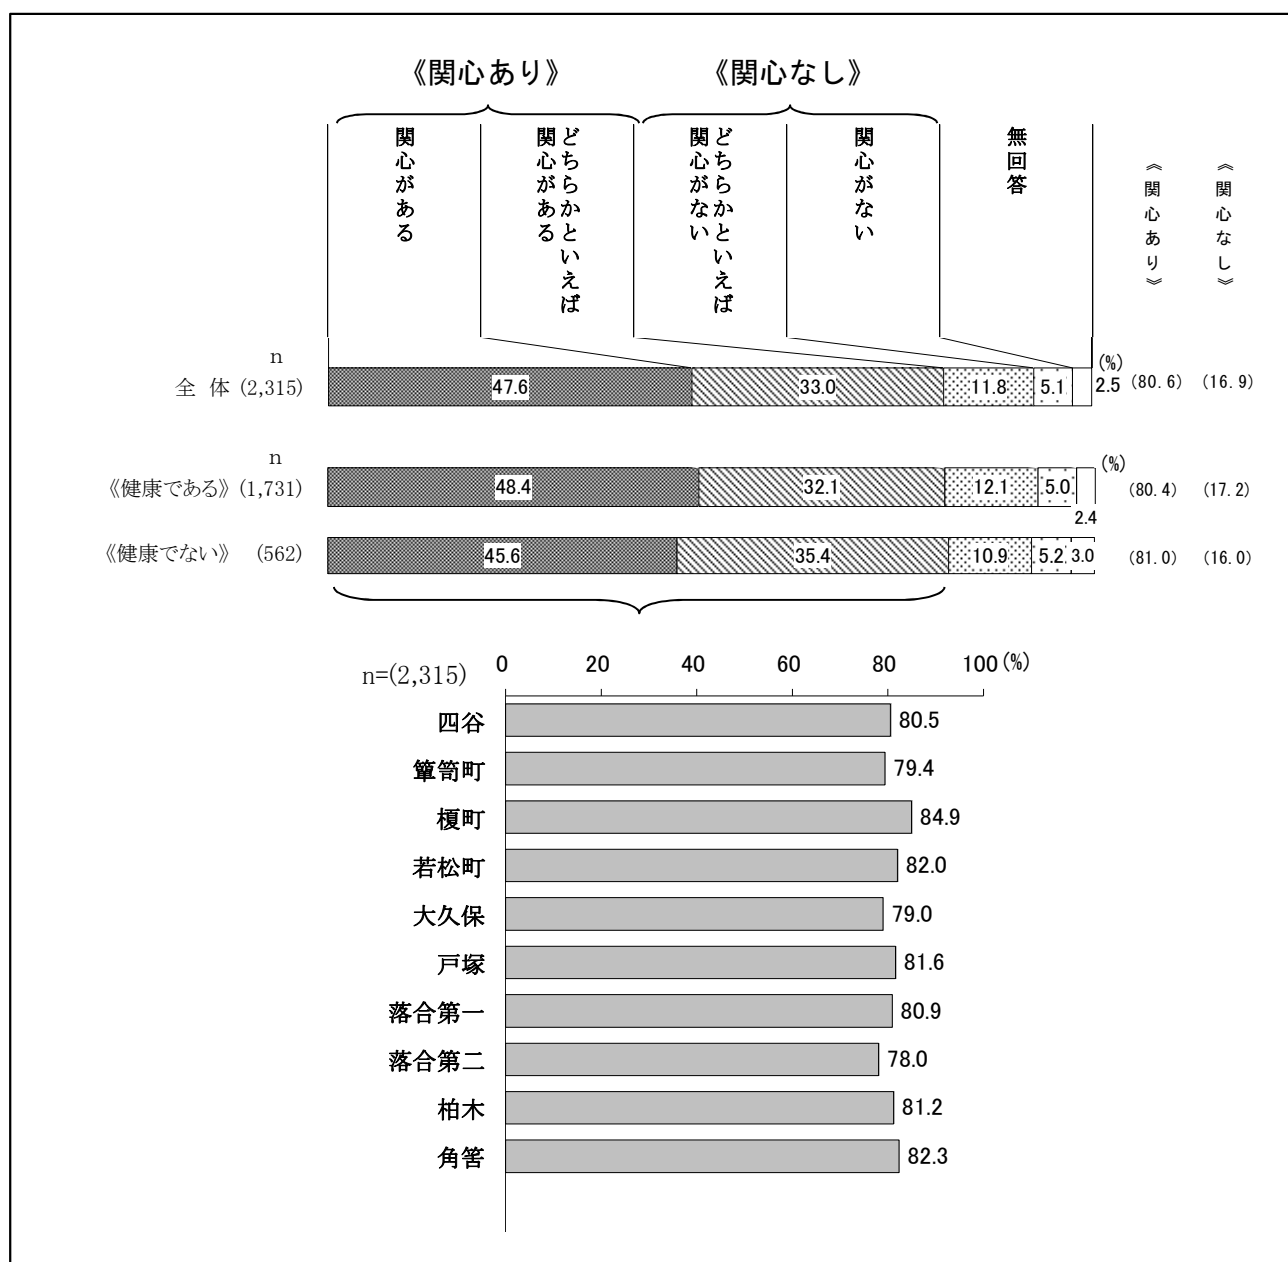 《関心あり》 《関心なし》
関心がある
どちらかといえば
関心がある
どちらかといえば
関心がない
関心がない
無回答
《関心あり》
《関心なし》
n (%)
全 体 (2,315) 47.6 33.0 11.8 5.1 2.5 (80.6) (16.9)
n (%)
《健康である》 (1,731) 48.4 32.1 12.1 5.0 2.4 (80.4) (17.2)
《健康でない》 (562) 45.6 35.4 10.9 5.2 3.0 (81.0) (16.0)
n=(2,315) 0 20 40 60 80 100 (%)
四谷 80.5
簞笥町 79.4
榎町 84.9
若松町 82.0
大久保 79.0
戸塚 81.6
落合第一 80.9
落合第二 78.0
柏木 81.2
角筈 82.3